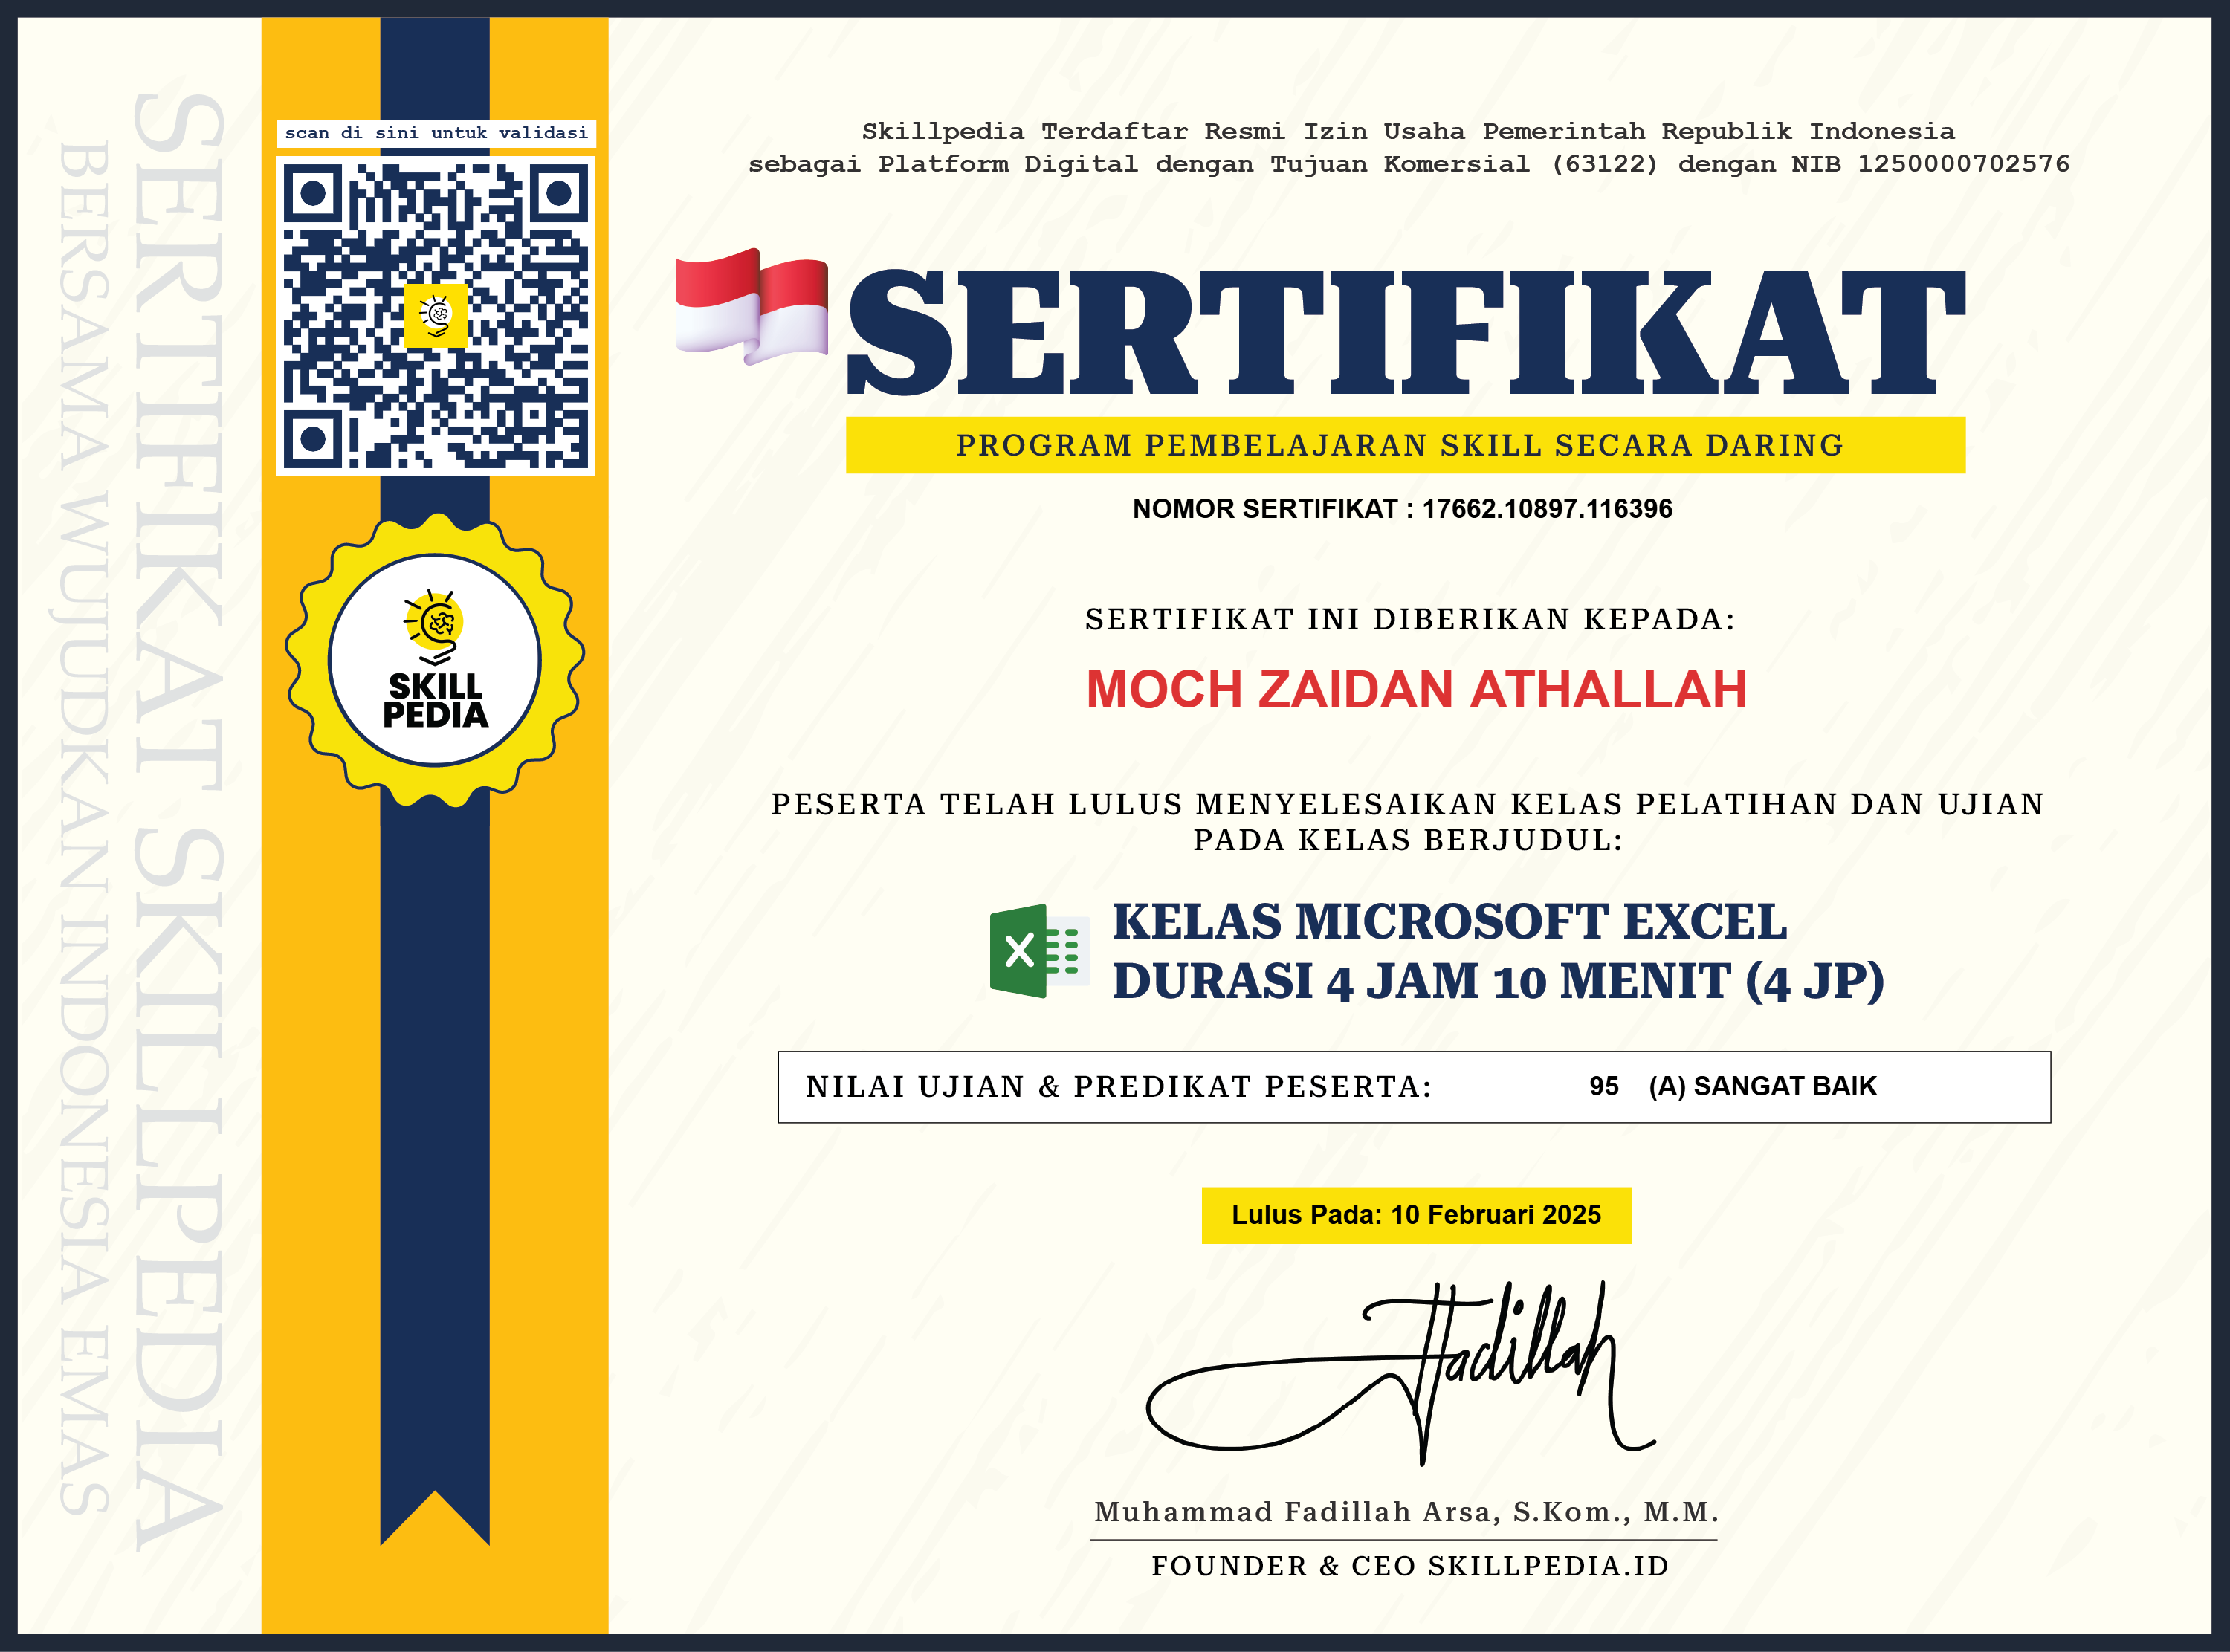 SERTIFIKAT SKILLPEDIA
BERSAMA WUJUDKAN INDONESIA EMAS
scan di sini untuk validasi
SKILL
PEDIA
Skillpedia Terdaftar Resmi Izin Usaha Pemerintah Republik Indonesia
sebagai Platform Digital dengan Tujuan Komersial (63122) dengan NIB 1250000702576
SERTIFIKAT
PROGRAM PEMBELAJARAN SKILL SECARA DARING
NOMOR SERTIFIKAT : 17662.10897.116396
SERTIFIKAT INI DIBERIKAN KEPADA:
MOCH ZAIDAN ATHALLAH
PESERTA TELAH LULUS MENYELESAIKAN KELAS PELATIHAN DAN UJIAN
PADA KELAS BERJUDUL:
X
KELAS MICROSOFT EXCEL
DURASI 4 JAM 10 MENIT (4 JP)
NILAI UJIAN & PREDIKAT PESERTA: 95 (A) SANGAT BAIK
Lulus Pada: 10 Februari 2025
Fadillah
Muhammad Fadillah Arsa, S.Kom., M.M.
FOUNDER & CEO SKILLPEDIA.ID